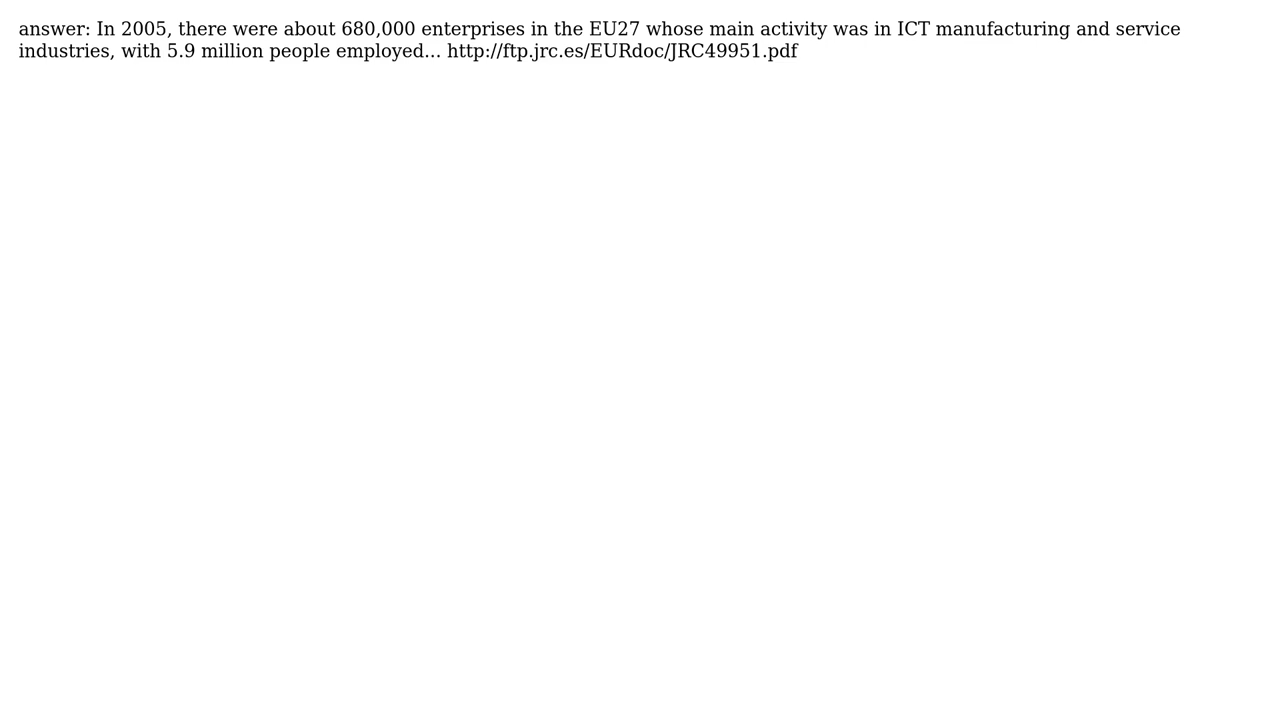 answer: In 2005, there were about 680,000 enterprises in the EU27 whose main activity was in ICT manufacturing and service
industries, with 5.9 million people employed... http://ftp.jrc.es/EURdoc/JRC49951.pdf